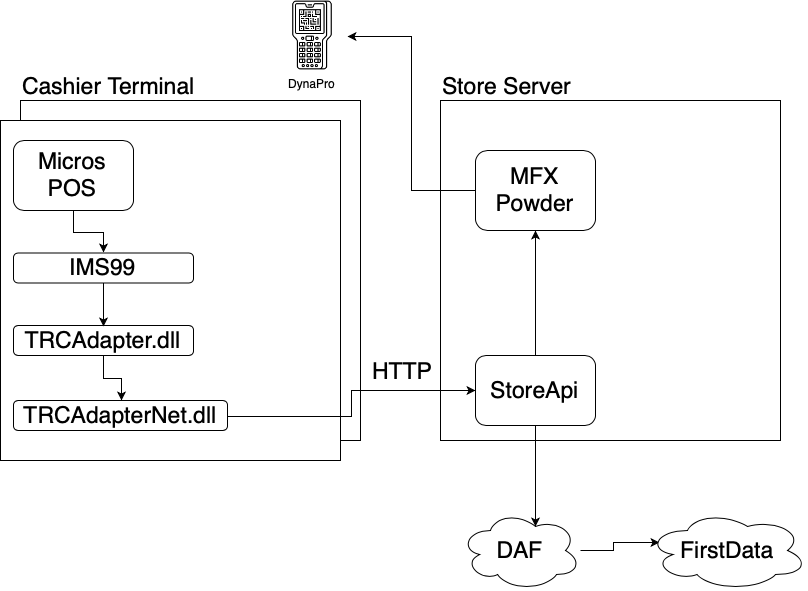 DynaPro
Cashier Terminal
Store Server
Micros
POS
MFX
Powder
IMS99
TRCAdapter.dll
HTTP
StoreApi
TRCAdapterNet.dll
DAF
FirstData